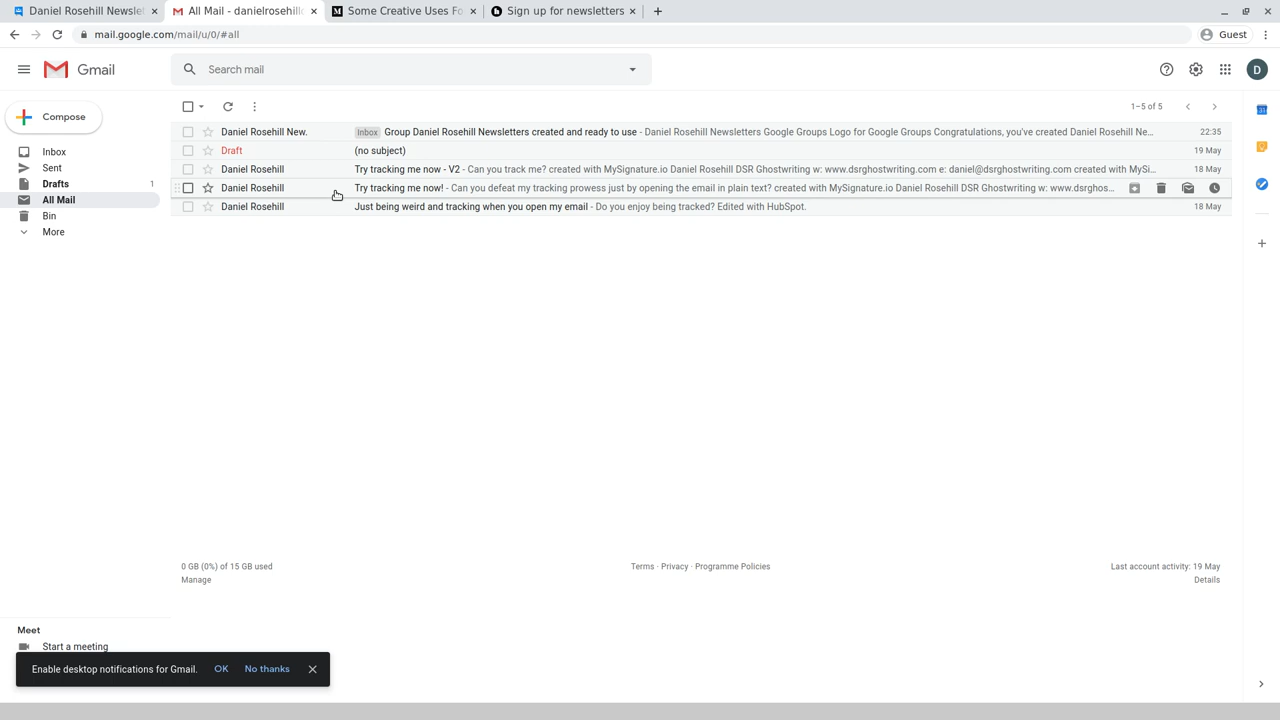 Daniel Rosehill Newslet
All Mail - danielrosehill
Some Creative Uses Fo
Sign up for newsletters
mail.google.com/mail/u/0/#all
Guest
Gmail
Search mail
D
Compose
1–5 of 5
Inbox
Sent
Drafts 1
All Mail
Bin
More
Daniel Rosehill New. Inbox Group Daniel Rosehill Newsletters created and ready to use - Daniel Rosehill Newsletters Google Groups Logo for Google Groups Congratulations, you've created Daniel Rosehill Ne… 22:35
Draft (no subject) 19 May
Daniel Rosehill Try tracking me now - V2 - Can you track me? created with MySignature.io Daniel Rosehill DSR Ghostwriting w: www.dsrghostwriting.com e: daniel@dsrghostwriting.com created with MySi… 18 May
Daniel Rosehill Try tracking me now! - Can you defeat my tracking prowess just by opening the email in plain text? created with MySignature.io Daniel Rosehill DSR Ghostwriting w: www.dsrghos…
Daniel Rosehill Just being weird and tracking when you open my email - Do you enjoy being tracked? Edited with HubSpot. 18 May
0 GB (0%) of 15 GB used
Manage
Terms · Privacy · Programme Policies
Last account activity: 19 May
Details
Meet
Start a meeting
Enable desktop notifications for Gmail. OK No thanks